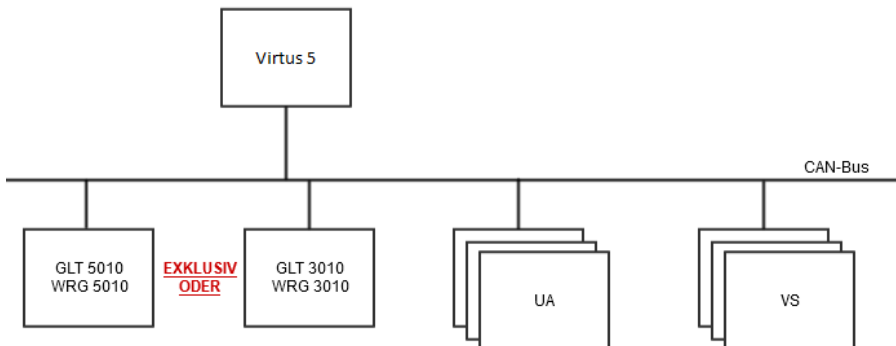 Virtus 5
CAN-Bus
GLT 5010
WRG 5010
EXKLUSIV
ODER
GLT 3010
WRG 3010
UA
VS